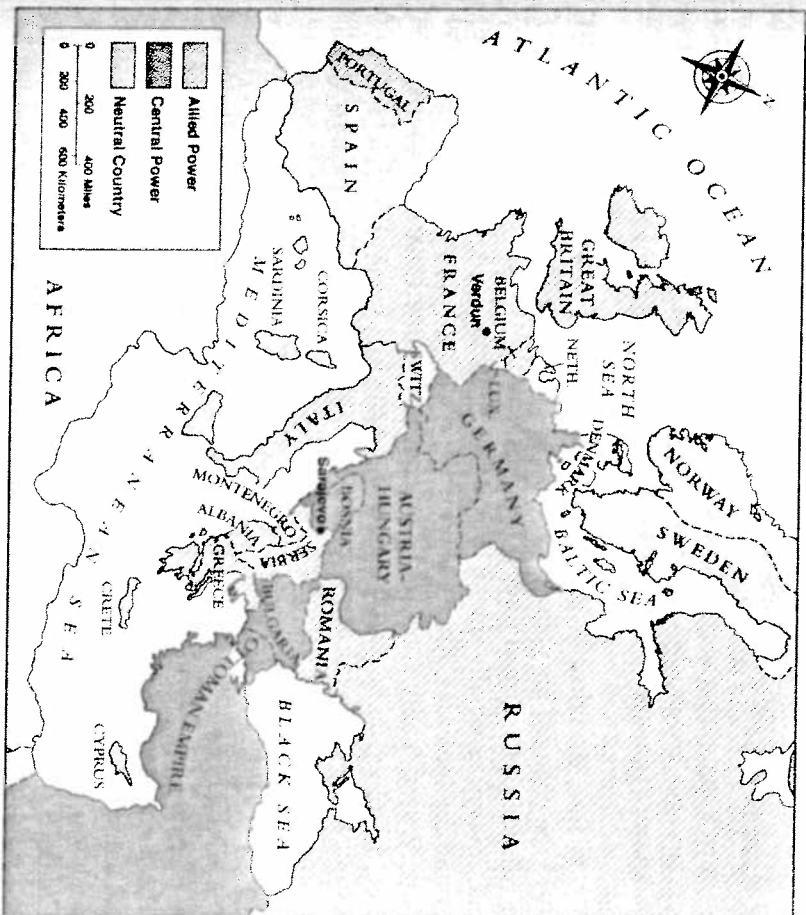 ATLANTIC OCEAN
N
NORWAY
SWEDEN
NORTH
SEA
DENMARK
BALTIC SEA
GREAT
BRITAIN
NETH.
RUSSIA
BELGIUM
Verdun
LUX.
GERMANY
FRANCE
AUSTRIA-
HUNGARY
SWITZ.
PORTUGAL
SPAIN
ITALY
BOSNIA
Sarajevo
ROMANIA
SERBIA
MONTENEGRO
BULGARIA
BLACK SEA
CORSICA
SARDINIA
ALBANIA
GREECE
OTTOMAN EMPIRE
MEDITERRANEAN SEA
CRETE
CYPRUS
AFRICA
Allied Power
Central Power
Neutral Country
0 200 400 Miles
0 200 400 600 Kilometers